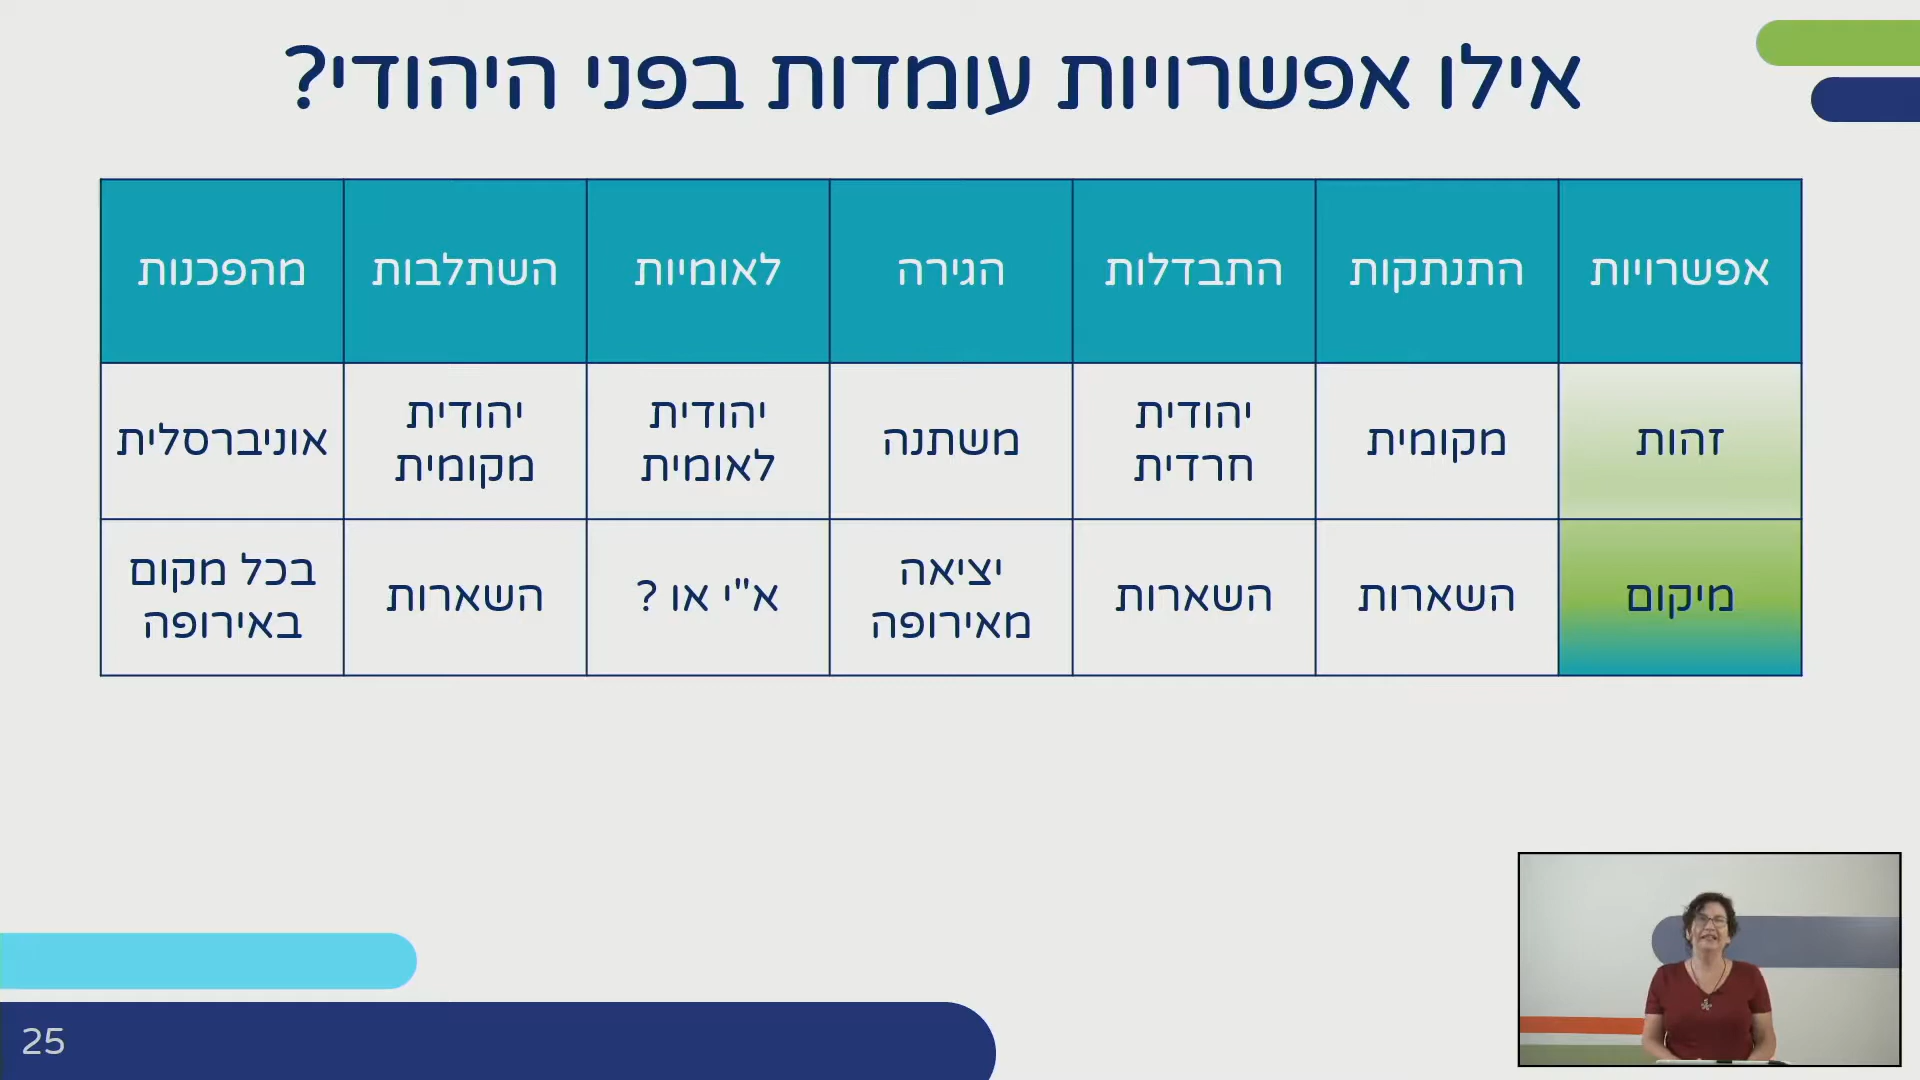 אילו אפשרויות עומדות בפני היהודי?
אפשרויות התנתקות התבדלות הגירה לאומיות השתלבות מהפכנות
זהות מקומית יהודית חרדית משתנה יהודית לאומית יהודית מקומית אוניברסלית
מיקום השארות השארות יציאה מאירופה א"י או ? השארות בכל מקום באירופה
25